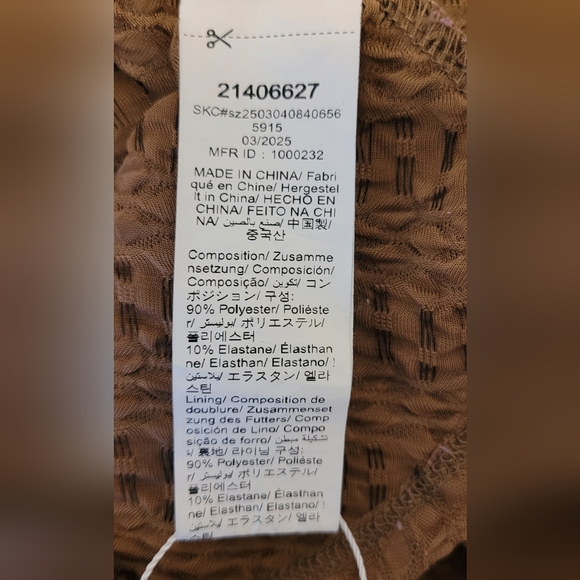 21406627
SKC#sz2503040840656
5915
03/2025
MFR ID : 1000232
MADE IN CHINA/ Fabri
qué en Chine/ Hergestel
lt in China/ HECHO EN
CHINA/ FEITO NA CHI
NA/ صنع بالصين/ 中国製/
중국산
Composition/ Zusamme
nsetzung/ Composición/
Composição/ تكوين/ コン
ポジション/ 구성:
90% Polyester/ Poliéste
r/ بوليستر/ ポリエステル/
폴리에스터
10% Elastane/ Élasthan
ne/ Elasthan/ Elastano/
إيلاستين/ エラスタン/ 엘라
스틴
Lining/ Composition de
doublure/ Zusammenset
zung des Futters/ Comp
osición de Lino/ Compo
sição de forro/ تشكيلة مبطن
/ 裏地/ 라이닝 구성:
90% Polyester/ Poliéste
r/ بوليستر/ ポリエステル/
폴리에스터
10% Elastane/ Élasthan
ne/ Elasthan/ Elastano/
إيلاستين/ エラスタン/ 엘라
스틴